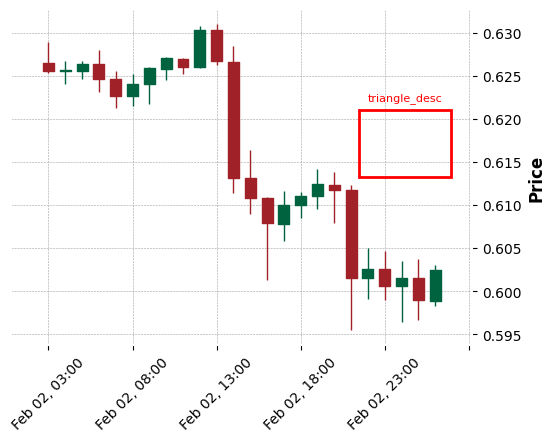 0.630
0.625
triangle_desc
0.620
0.615
Price
0.610
0.605
0.600
0.595
Feb 02, 03:00
Feb 02, 08:00
Feb 02, 13:00
Feb 02, 18:00
Feb 02, 23:00